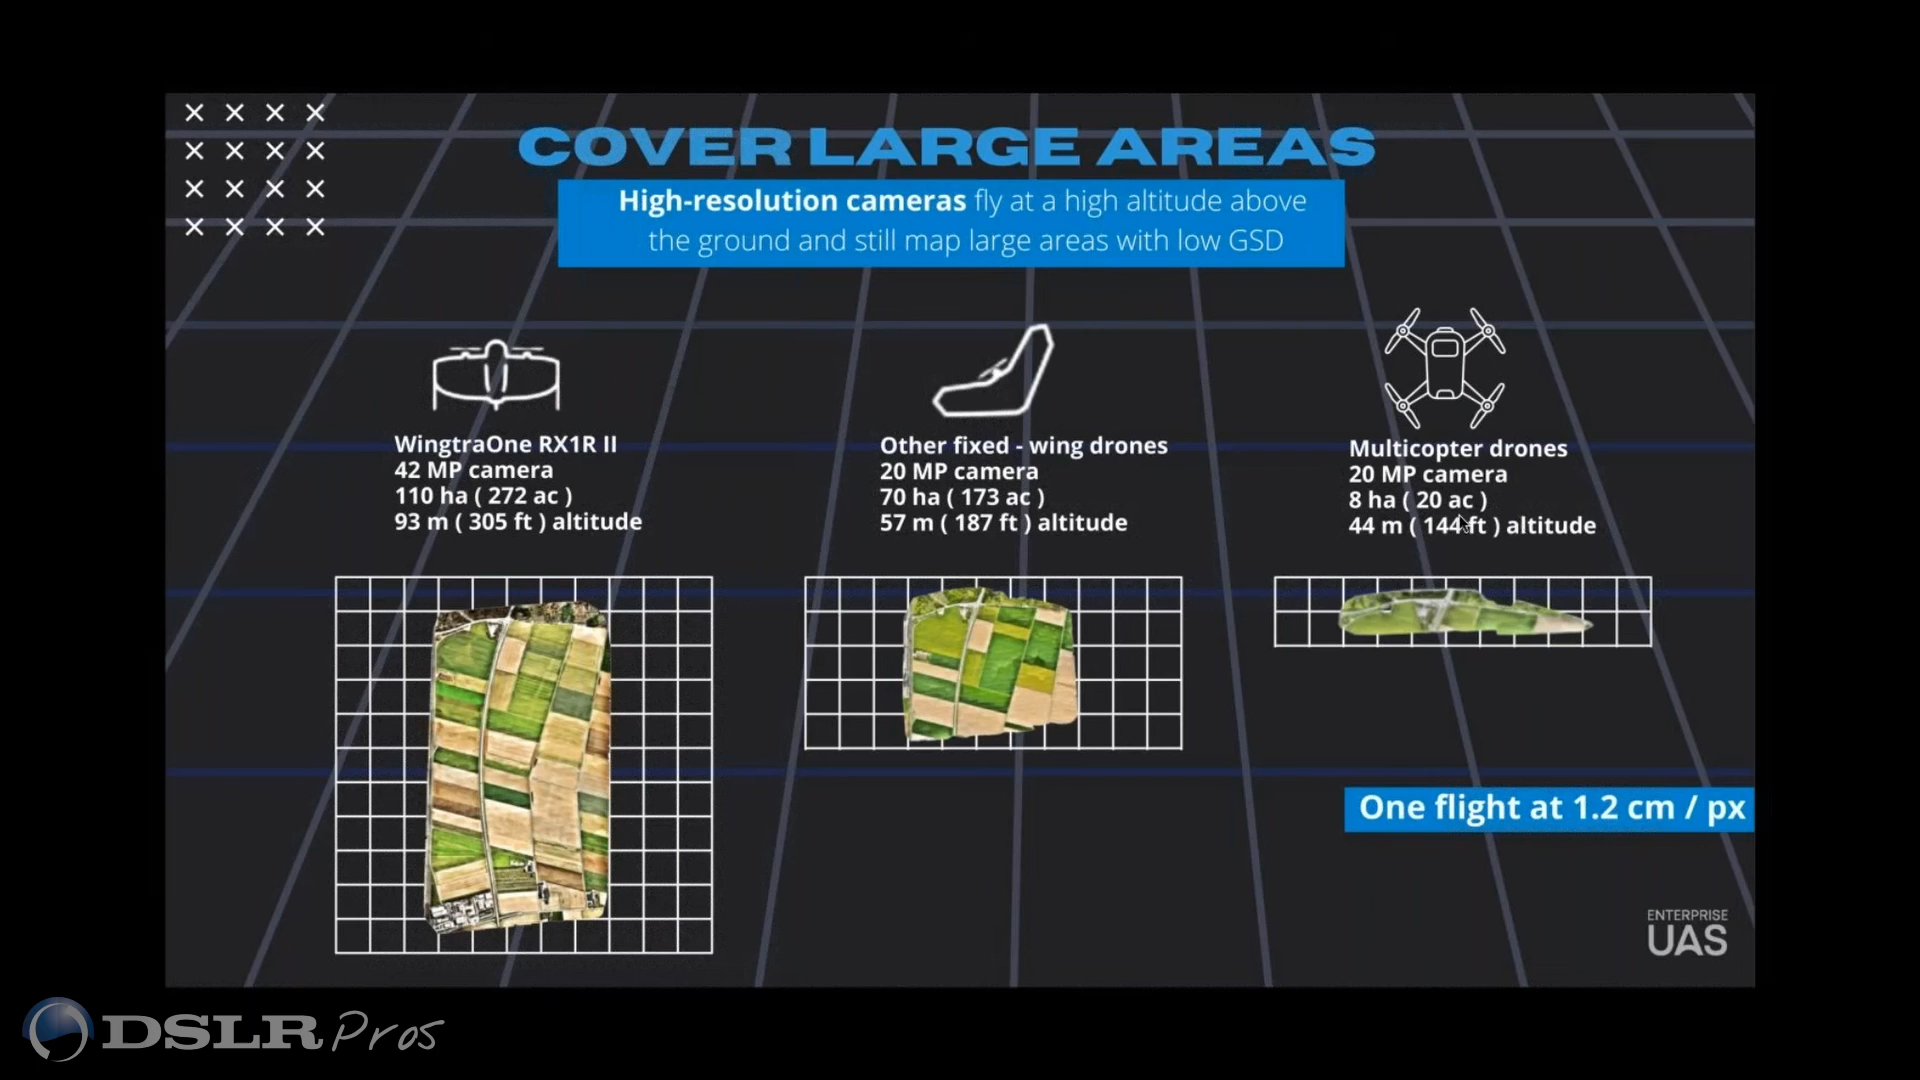 COVER LARGE AREAS
High-resolution cameras fly at a high altitude above
the ground and still map large areas with low GSD
WingtraOne RX1R II
42 MP camera
110 ha ( 272 ac )
93 m ( 305 ft ) altitude
Other fixed - wing drones
20 MP camera
70 ha ( 173 ac )
57 m ( 187 ft ) altitude
Multicopter drones
20 MP camera
8 ha ( 20 ac )
44 m ( 144 ft ) altitude
One flight at 1.2 cm / px
ENTERPRISE
UAS
DSLR Pros